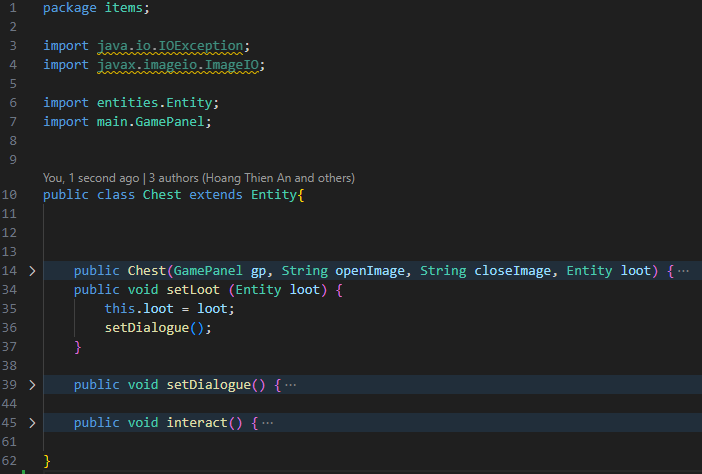 1 package items;
2
3 import java.io.IOException;
4 import javax.imageio.ImageIO;
5
6 import entities.Entity;
7 import main.GamePanel;
8
9
You, 1 second ago | 3 authors (Hoang Thien An and others)
10 public class Chest extends Entity{
11
12
13
14 > public Chest(GamePanel gp, String openImage, String closeImage, Entity loot) { ···
34 public void setLoot (Entity loot) {
35 this.loot = loot;
36 setDialogue();
37 }
38
39 > public void setDialogue() { ···
44
45 > public void interact() { ···
61
62 }